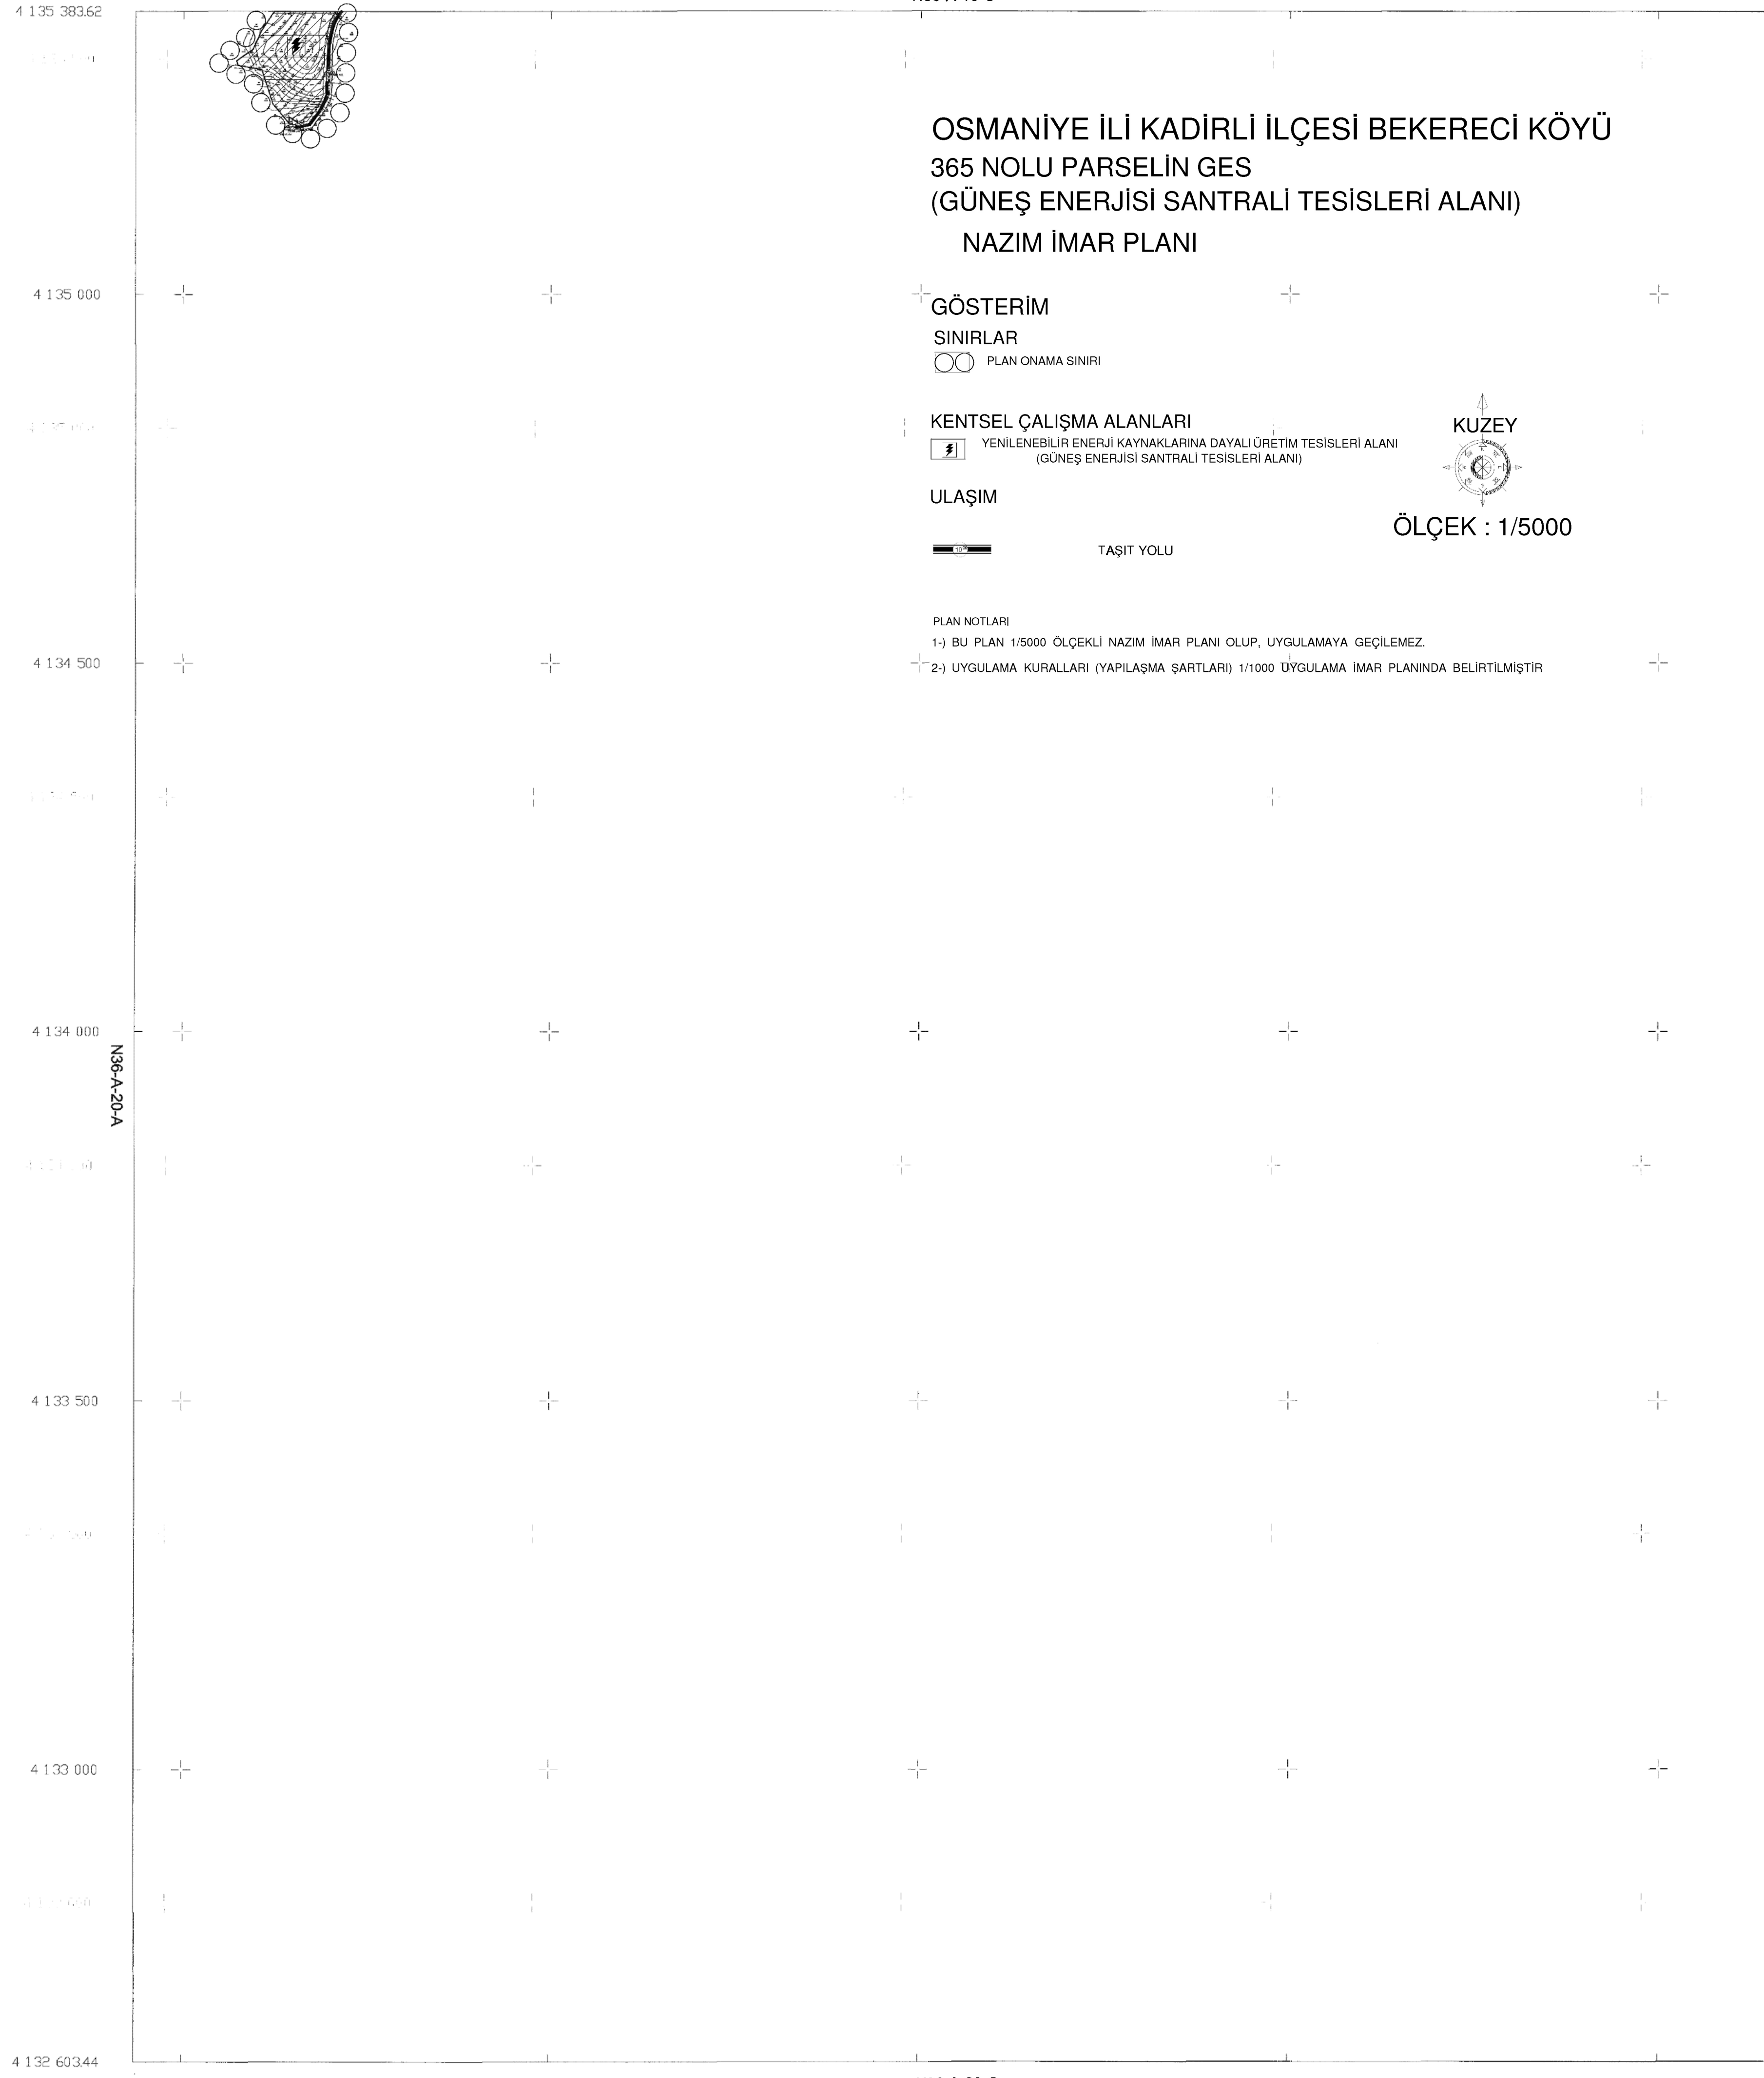 4 135 383.62
OSMANİYE İLİ KADİRLİ İLÇESİ BEKERECİ KÖYÜ
365 NOLU PARSELİN GES
(GÜNEŞ ENERJİSİ SANTRALİ TESİSLERİ ALANI)
NAZIM İMAR PLANI
4 135 000
GÖSTERİM
SINIRLAR
PLAN ONAMA SINIRI
KENTSEL ÇALIŞMA ALANLARI
YENİLENEBİLİR ENERJİ KAYNAKLARINA DAYALI ÜRETİM TESİSLERİ ALANI
(GÜNEŞ ENERJİSİ SANTRALİ TESİSLERİ ALANI)
KUZEY
ULAŞIM
ÖLÇEK : 1/5000
TAŞIT YOLU
PLAN NOTLARI
1-) BU PLAN 1/5000 ÖLÇEKLİ NAZIM İMAR PLANI OLUP, UYGULAMAYA GEÇİLEMEZ.
4 134 500
2-) UYGULAMA KURALLARI (YAPILAŞMA ŞARTLARI) 1/1000 UYGULAMA İMAR PLANINDA BELİRTİLMİŞTİR
4 134 000
N36-A-20-A
4 133 500
4 133 000
4 132 603.44